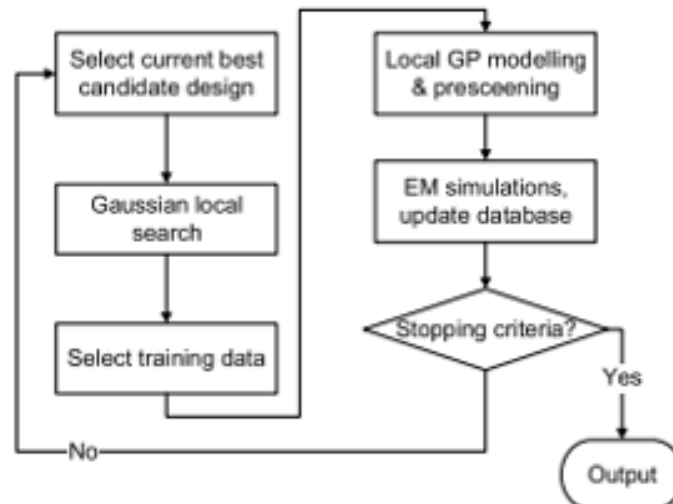 Select current best
candidate design
Gaussian local
search
Select training data
Local GP modelling
& presceening
EM simulations,
update database
Stopping criteria?
Yes
No
Output